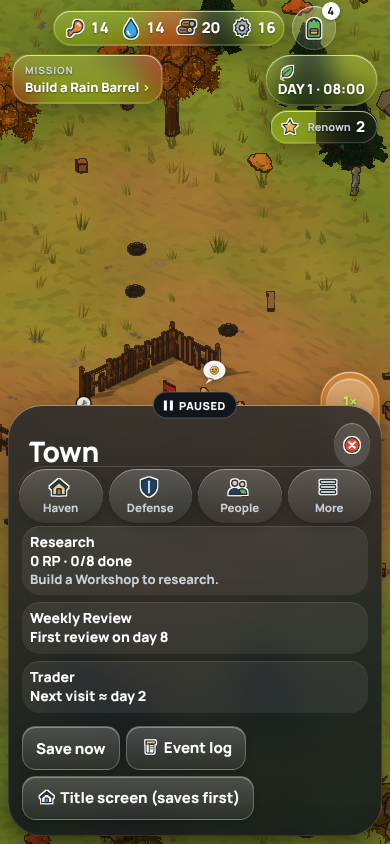 14 14 20 16
4
MISSION
Build a Rain Barrel ›
DAY 1 · 08:00
Renown 2
1×
PAUSED
Town
Haven Defense People More
Research
0 RP · 0/8 done
Build a Workshop to research.
Weekly Review
First review on day 8
Trader
Next visit ≈ day 2
Save now Event log
Title screen (saves first)